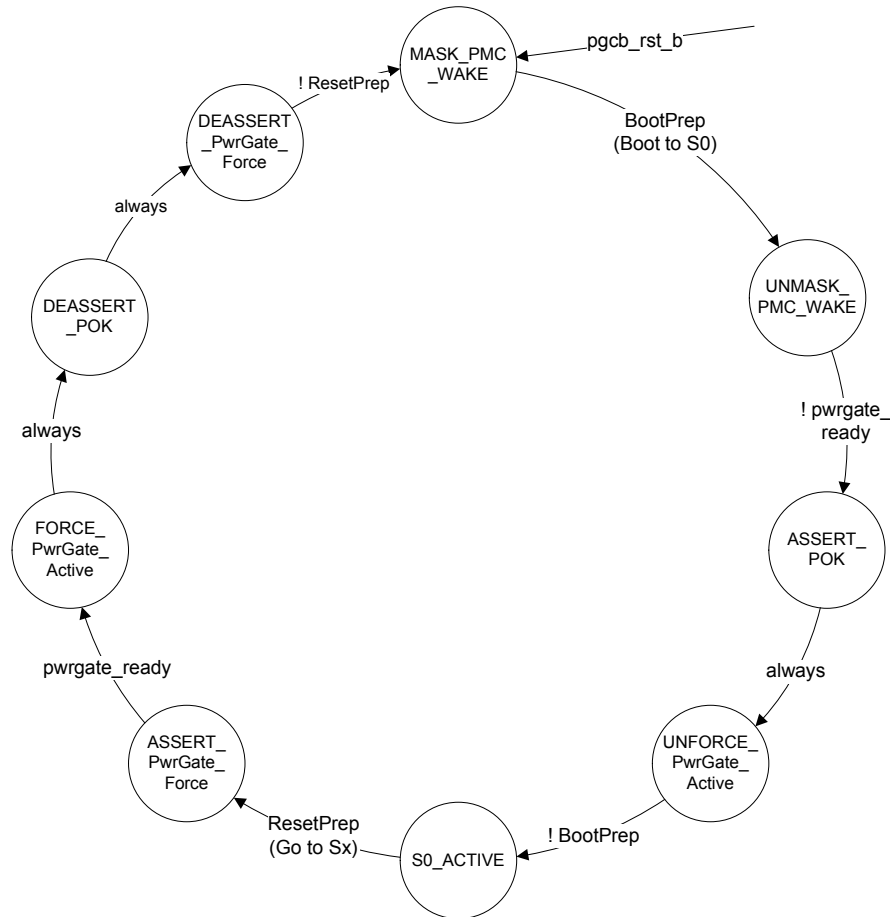 pgcb_rst_b
MASK_PMC
_WAKE
! ResetPrep
BootPrep
(Boot to S0)
DEASSERT
_PwrGate_
Force
always
UNMASK_
PMC_WAKE
DEASSERT
_POK
! pwrgate_
ready
always
ASSERT_
POK
FORCE_
PwrGate_
Active
pwrgate_ready
always
ASSERT_
PwrGate_
Force
UNFORCE_
PwrGate_
Active
ResetPrep
(Go to Sx)
! BootPrep
S0_ACTIVE